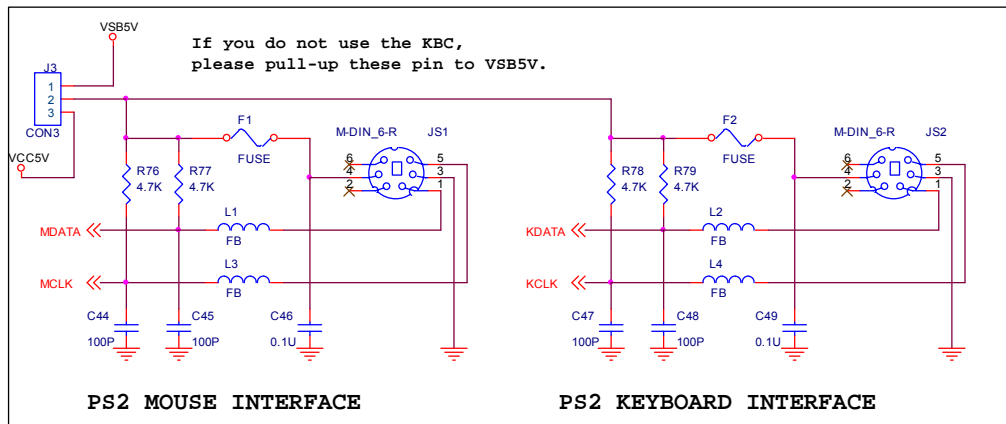 VSB5V
If you do not use the KBC,
please pull-up these pin to VSB5V.
J3
1
2
3
CON3
VCC5V
F1
FUSE
M-DIN_6-R
JS1
6
4
2
5
3
1
R76
4.7K
R77
4.7K
L1
FB
MDATA
L3
FB
MCLK
C44
100P
C45
100P
C46
0.1U
F2
FUSE
M-DIN_6-R
JS2
6
4
2
5
3
1
R78
4.7K
R79
4.7K
L2
FB
KDATA
L4
FB
KCLK
C47
100P
C48
100P
C49
0.1U
PS2 MOUSE INTERFACE
PS2 KEYBOARD INTERFACE